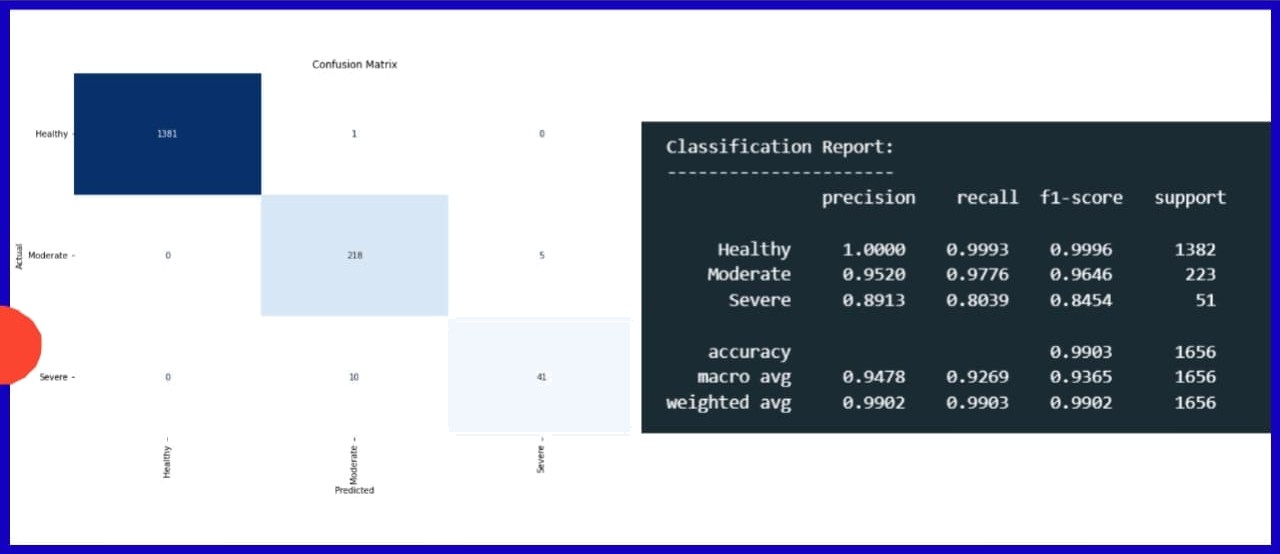 Confusion Matrix
Healthy 1381 1 0
Moderate 0 218 5
Severe 0 10 41
Actual
Healthy Moderate Severe
Predicted
Classification Report:
----------------------
precision recall f1-score support
Healthy 1.0000 0.9993 0.9996 1382
Moderate 0.9520 0.9776 0.9646 223
Severe 0.8913 0.8039 0.8454 51
accuracy 0.9903 1656
macro avg 0.9478 0.9269 0.9365 1656
weighted avg 0.9902 0.9903 0.9902 1656